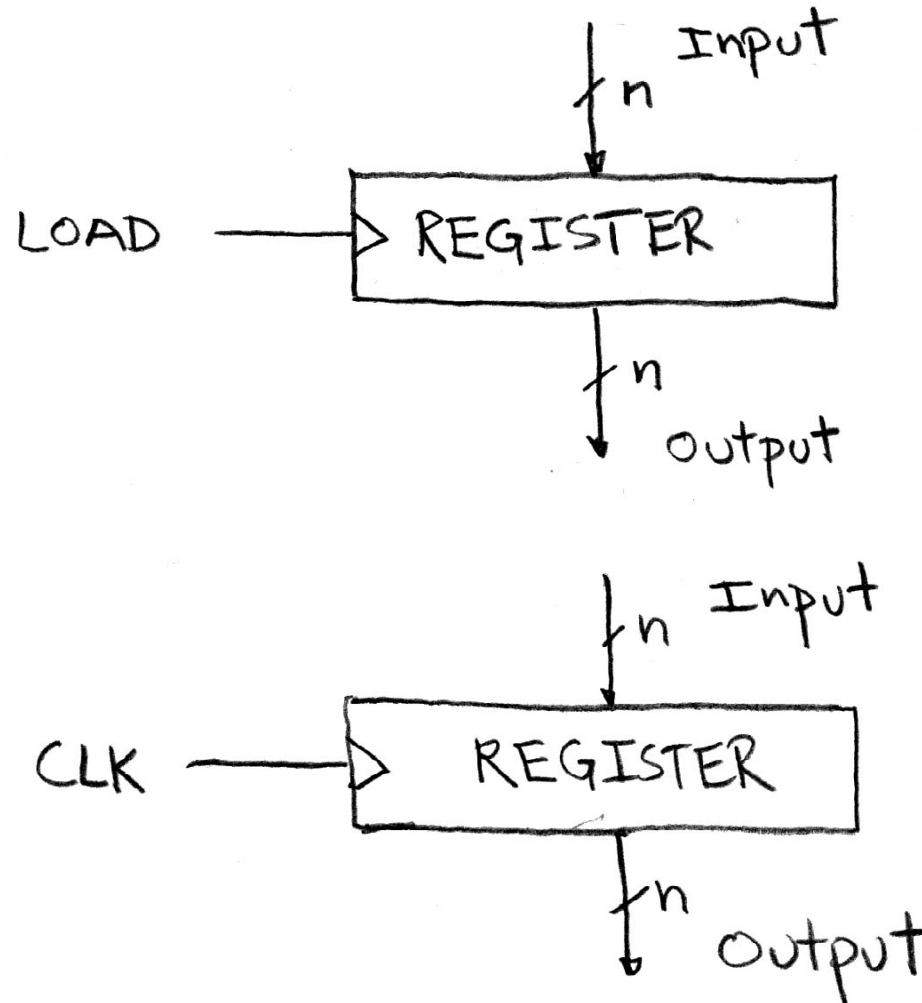 Input
n
LOAD
REGISTER
n
Output
Input
n
CLK
REGISTER
n
Output